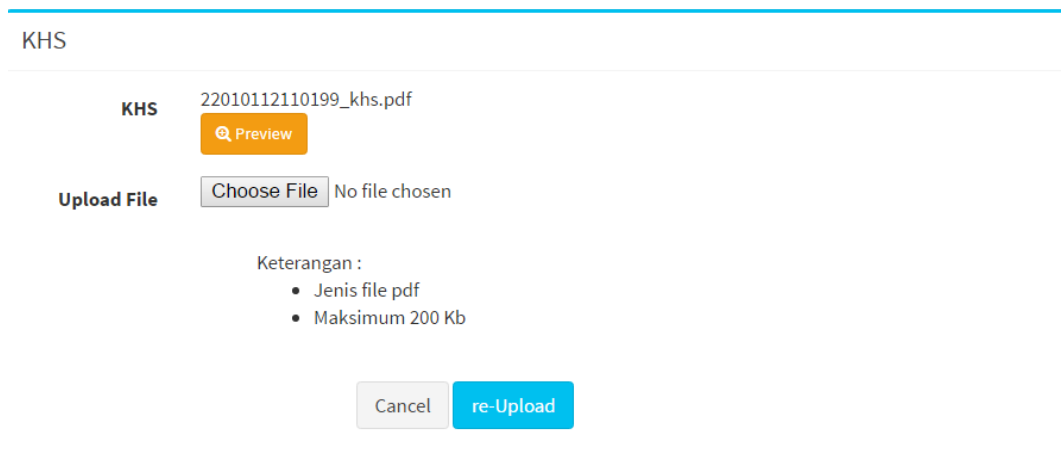 KHS
KHS 22010112110199_khs.pdf
Preview
Upload File Choose File No file chosen
Keterangan :
• Jenis file pdf
• Maksimum 200 Kb
Cancel re-Upload